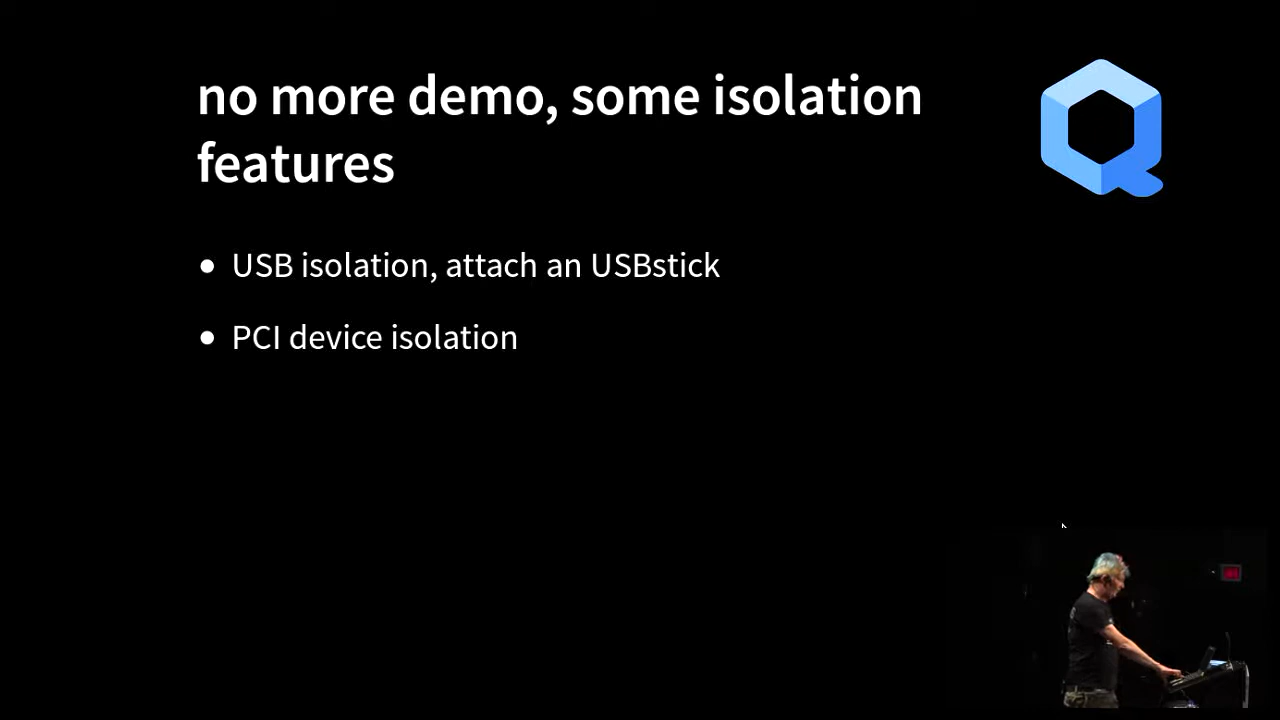 no more demo, some isolation
features
USB isolation, attach an USBstick
PCI device isolation